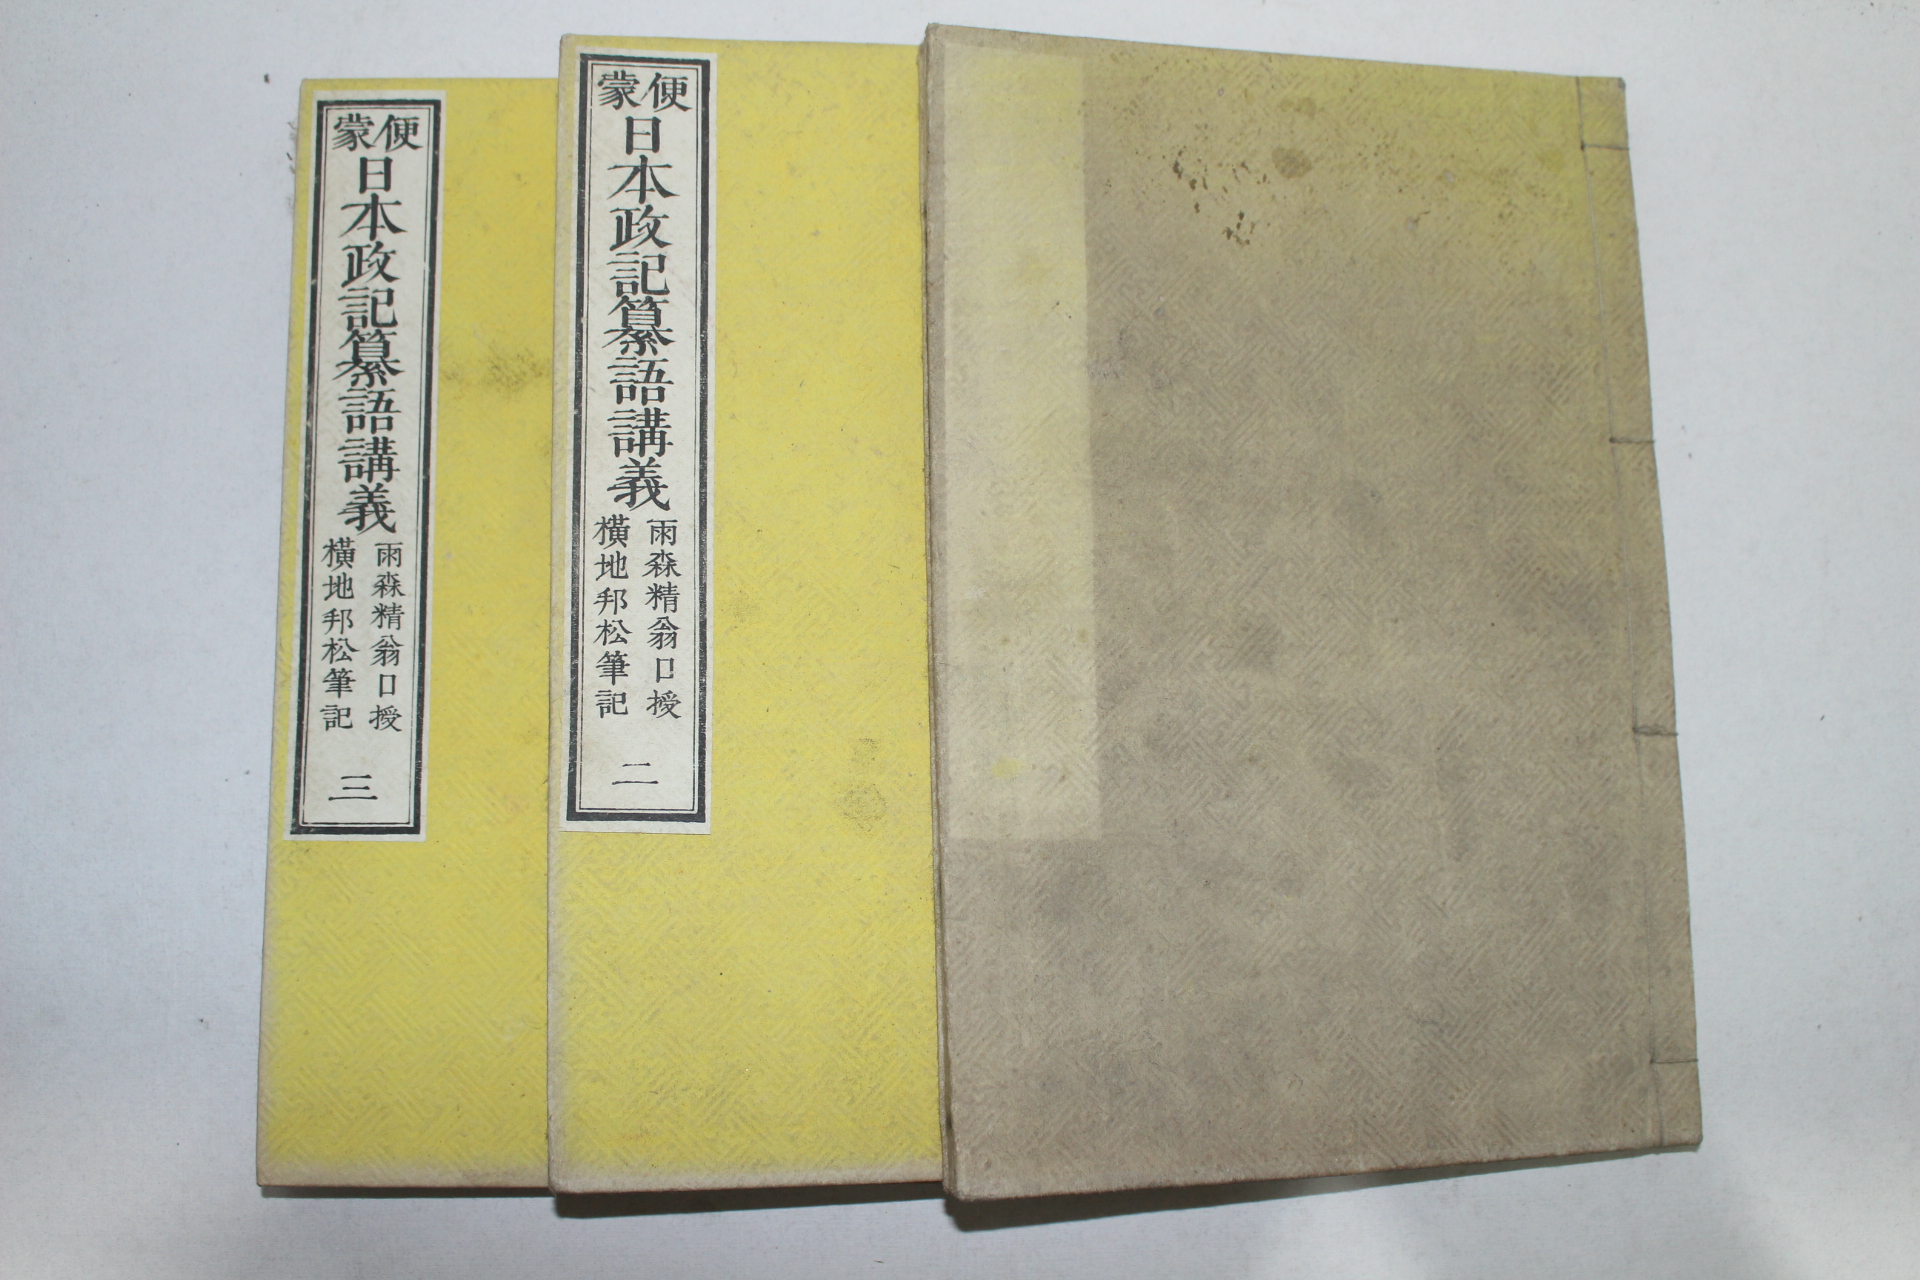 便蒙
日本政記纂語講義
雨森精翁口授
横地邦松筆記
二
便蒙
日本政記纂語講義
雨森精翁口授
横地邦松筆記
三